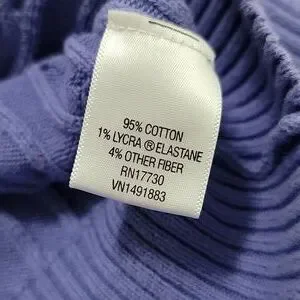 95% COTTON
1% LYCRA ® ELASTANE
4% OTHER FIBER
RN17730
VN1491883